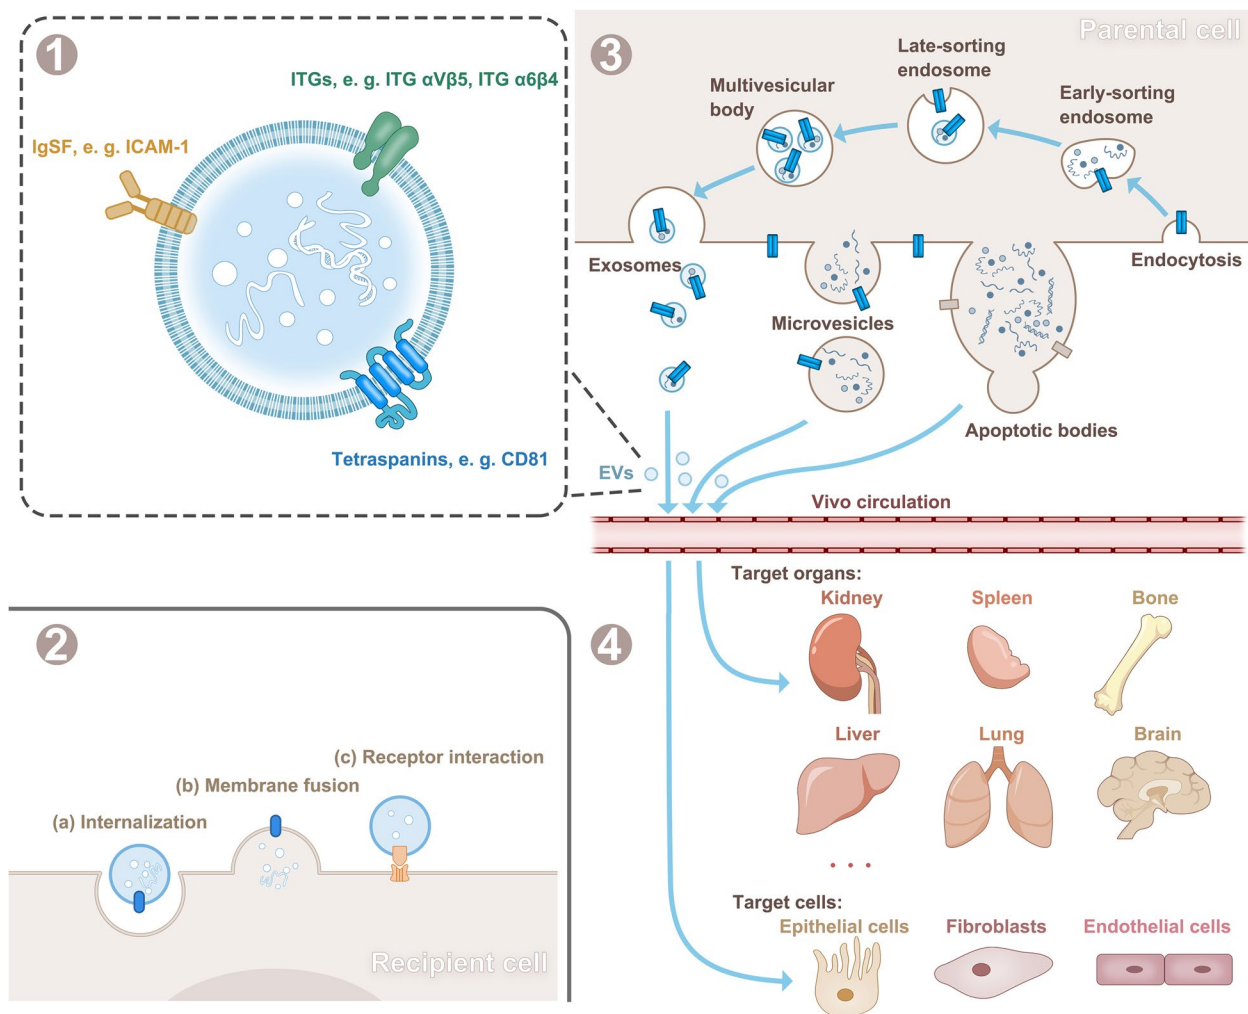 1
ITGs, e. g. ITG αVβ5, ITG α6β4
IgSF, e. g. ICAM-1
Tetraspanins, e. g. CD81
2
(a) Internalization
(b) Membrane fusion
(c) Receptor interaction
Recipient cell
3
Parental cell
Late-sorting
endosome
Multivesicular
body
Early-sorting
endosome
Exosomes
Endocytosis
Microvesicles
Apoptotic bodies
EVs
Vivo circulation
4
Target organs:
Kidney
Spleen
Bone
Liver
Lung
Brain
. . .
Target cells:
Epithelial cells
Fibroblasts
Endothelial cells